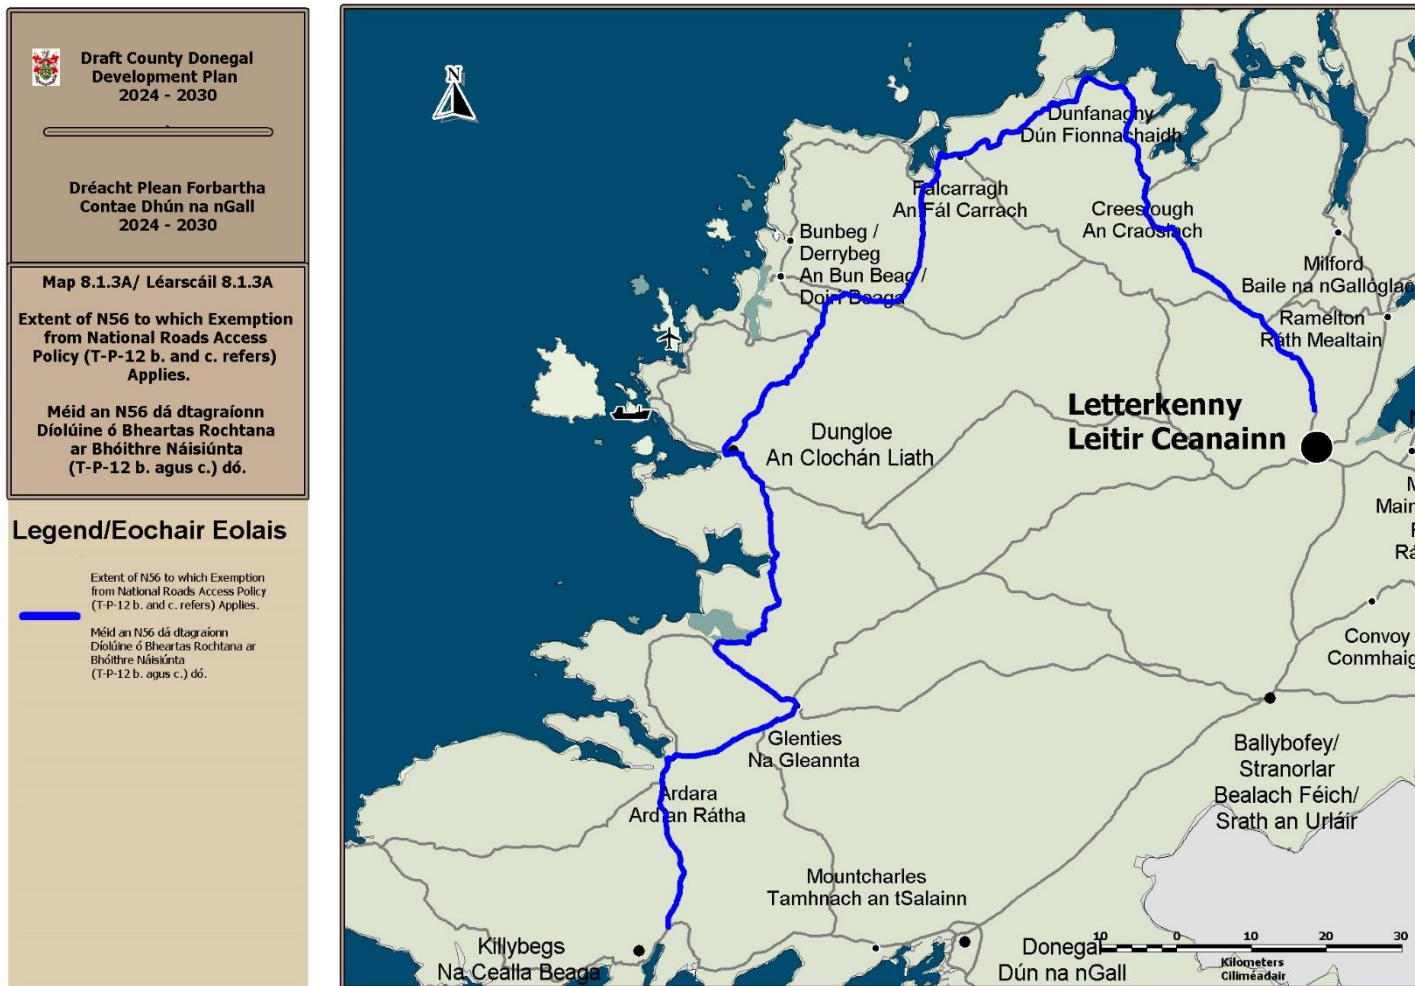 Draft County Donegal
Development Plan
2024 - 2030
Dréacht Plean Forbartha
Contae Dhún na nGall
2024 - 2030
Map 8.1.3A/ Léarscáil 8.1.3A
Extent of N56 to which Exemption
from National Roads Access
Policy (T-P-12 b. and c. refers)
Applies.
Méid an N56 dá dtagraíonn
Díolúine ó Bheartas Rochtana
ar Bhóithre Náisiúnta
(T-P-12 b. agus c.) dó.
Legend/Eochair Eolais
Extent of N56 to which Exemption
from National Roads Access Policy
(T-P-12 b. and c. refers) Applies.
Méid an N56 dá dtagraíonn
Díolúine ó Bheartas Rochtana ar
Bhóithre Náisiúnta
(T-P-12 b. agus c.) dó.
N
Dunfanaghy
Dún Fionnachaidh
Falcarragh
An Fál Carrach
Creeslough
An Craoslach
Bunbeg /
Derrybeg
An Bun Beag /
Doirí Beaga
Milford
Baile na nGallóglac
Ramelton
Ráth Mealtain
Letterkenny
Leitir Ceanainn
Dungloe
An Clochán Liath
M
Main
R
Convoy
Conmhaig
Glenties
Na Gleannta
Ballybofey/
Stranorlar
Bealach Féich/
Srath an Urláir
Ardara
Ard an Rátha
Mountcharles
Tamhnach an tSalainn
Killybegs
Na Cealla Beaga
Donegal
Dún na nGall
10 0 10 20 30
Kilometers
Ciliméadair